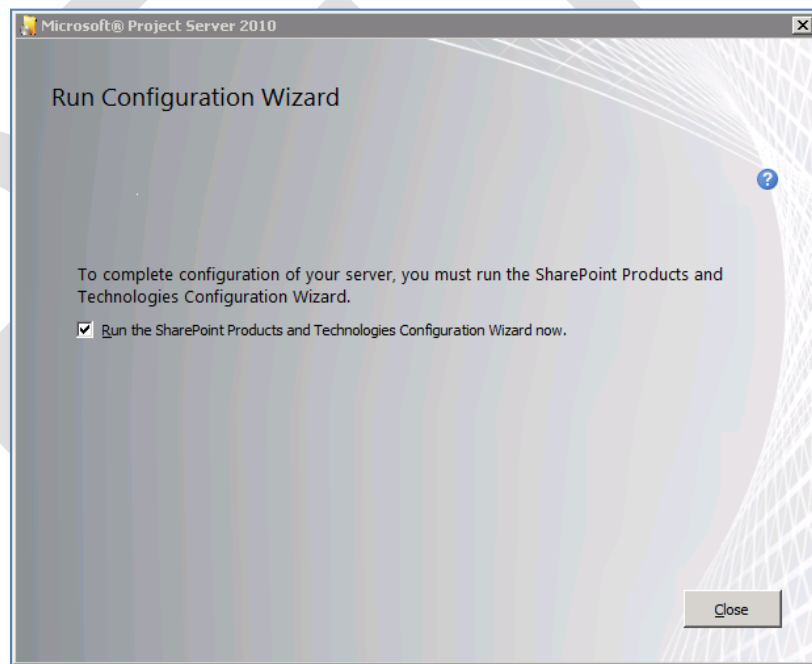 Microsoft® Project Server 2010
Run Configuration Wizard
?
To complete configuration of your server, you must run the SharePoint Products and
Technologies Configuration Wizard.
Run the SharePoint Products and Technologies Configuration Wizard now.
Close